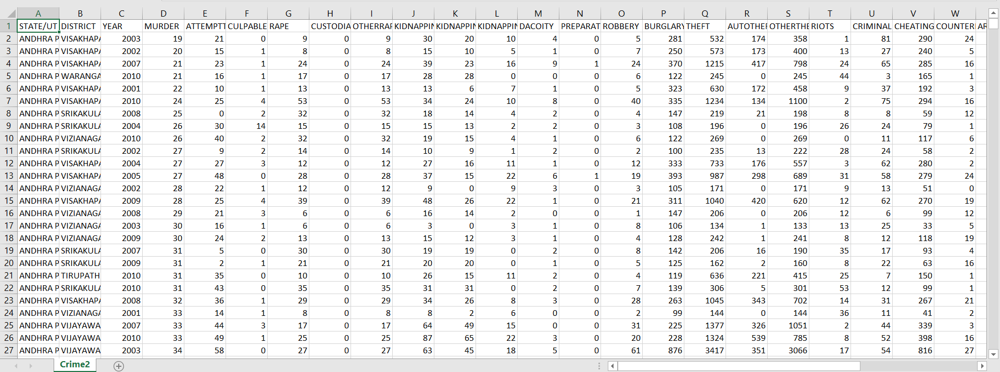 A B C D E F G H I J K L M N O P Q R S T U V W
1 STATE/UT DISTRICT YEAR MURDER ATTEMPTT CULPABLE RAPE CUSTODIA OTHERRAP KIDNAPPIN KIDNAPPIN KIDNAPPIN DACOITY PREPARAT ROBBERY BURGLARY THEFT AUTOTHEF OTHERTHE RIOTS CRIMINAL CHEATING COUNTERI AR
2 ANDHRA P VISAKHAPA 2003 19 21 0 9 0 9 30 20 10 4 0 5 281 532 174 358 1 81 290 24
3 ANDHRA P VISAKHAPA 2002 20 15 1 8 0 8 15 10 5 1 0 7 250 573 173 400 13 27 240 5
4 ANDHRA P VISAKHAPA 2007 21 23 1 24 0 24 39 23 16 9 1 24 370 1215 417 798 24 65 285 16
5 ANDHRA P WARANGA 2010 21 16 1 17 0 17 28 28 0 0 0 6 122 245 0 245 44 3 165 1
6 ANDHRA P VISAKHAPA 2001 22 10 1 13 0 13 13 6 7 1 0 5 323 630 172 458 9 37 192 3
7 ANDHRA P VISAKHAPA 2010 24 25 4 53 0 53 34 24 10 8 0 40 335 1234 134 1100 2 75 294 16
8 ANDHRA P SRIKAKULA 2008 25 0 2 32 0 32 18 14 4 2 0 4 147 219 21 198 8 8 59 12
9 ANDHRA P SRIKAKULA 2004 26 30 14 15 0 15 15 13 2 2 0 3 108 196 0 196 26 24 79 1
10 ANDHRA P VIZIANAGA 2010 26 40 2 32 0 32 19 15 4 1 0 6 122 269 0 269 0 11 117 6
11 ANDHRA P SRIKAKULA 2002 27 9 2 14 0 14 10 9 1 2 0 2 100 235 13 222 28 24 58 2
12 ANDHRA P VISAKHAPA 2004 27 27 3 12 0 12 27 16 11 1 0 12 333 733 176 557 3 62 280 2
13 ANDHRA P VISAKHAPA 2005 27 48 0 28 0 28 37 15 22 6 1 19 393 987 298 689 31 58 279 24
14 ANDHRA P VIZIANAGA 2002 28 22 1 12 0 12 9 0 9 3 0 3 105 171 0 171 9 13 51 0
15 ANDHRA P VISAKHAPA 2009 28 25 4 39 0 39 48 26 22 1 0 21 311 1040 420 620 12 62 270 19
16 ANDHRA P VIZIANAGA 2008 29 21 3 6 0 6 16 14 2 0 0 1 147 206 0 206 12 6 99 12
17 ANDHRA P VIZIANAGA 2003 30 16 1 6 0 6 3 0 3 1 0 8 106 134 1 133 13 25 33 5
18 ANDHRA P VIZIANAGA 2009 30 24 2 13 0 13 15 12 3 1 0 4 128 242 1 241 8 12 118 19
19 ANDHRA P SRIKAKULA 2007 31 5 0 30 0 30 19 19 0 2 0 8 142 206 16 190 35 17 93 4
20 ANDHRA P SRIKAKULA 2009 31 2 1 21 0 21 20 20 0 1 0 5 125 162 2 160 8 22 63 16
21 ANDHRA P TIRUPATH 2010 31 35 0 10 0 10 26 15 11 2 0 4 119 636 221 415 25 7 150 1
22 ANDHRA P SRIKAKULA 2010 31 43 0 35 0 35 31 31 0 2 0 7 139 306 5 301 53 12 99 1
23 ANDHRA P VISAKHAPA 2008 32 36 1 29 0 29 34 26 8 3 0 28 263 1045 343 702 14 31 267 21
24 ANDHRA P VIZIANAGA 2001 33 14 1 8 0 8 8 2 6 0 0 2 99 144 0 144 36 11 41 2
25 ANDHRA P VIJAYAWA 2007 33 44 3 17 0 17 64 49 15 0 0 31 225 1377 326 1051 2 44 339 3
26 ANDHRA P VIJAYAWA 2010 33 49 1 25 0 25 87 65 22 3 0 20 228 1324 539 785 8 52 398 16
27 ANDHRA P VIJAYAWA 2003 34 58 0 27 0 27 63 45 18 5 0 61 876 3417 351 3066 17 54 816 27
Crime2